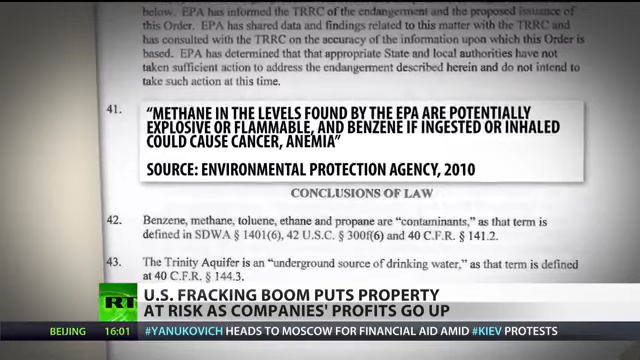 below. EPA has informed the TRRC of the endangerment and the proposed issuance
of this Order. EPA has shared data and findings related to this matter with the TRRC and
has consulted with the TRRC on the accuracy of the information upon which this Order is
based. EPA has determined that that appropriate State and local authorities have not
taken sufficient action to address the endangerment described herein and do not intend to
take such action at this time.
41.
"METHANE IN THE LEVELS FOUND BY THE EPA ARE POTENTIALLY
EXPLOSIVE OR FLAMMABLE, AND BENZENE IF INGESTED OR INHALED
COULD CAUSE CANCER, ANEMIA"
SOURCE: ENVIRONMENTAL PROTECTION AGENCY, 2010
CONCLUSIONS OF LAW
42. Benzene, methane, toluene, ethane and propane are "contaminants," as that term is
defined in SDWA § 1401(6), 42 U.S.C. § 300f(6) and 40 C.F.R. § 141.2.
43. The Trinity Aquifer is an "underground source of drinking water," as that term is defined
at 40 C.F.R. § 144.3.
RT
U.S. FRACKING BOOM PUTS PROPERTY
AT RISK AS COMPANIES' PROFITS GO UP
BEIJING 16:01 #YANUKOVICH HEADS TO MOSCOW FOR FINANCIAL AID AMID #KIEV PROTESTS